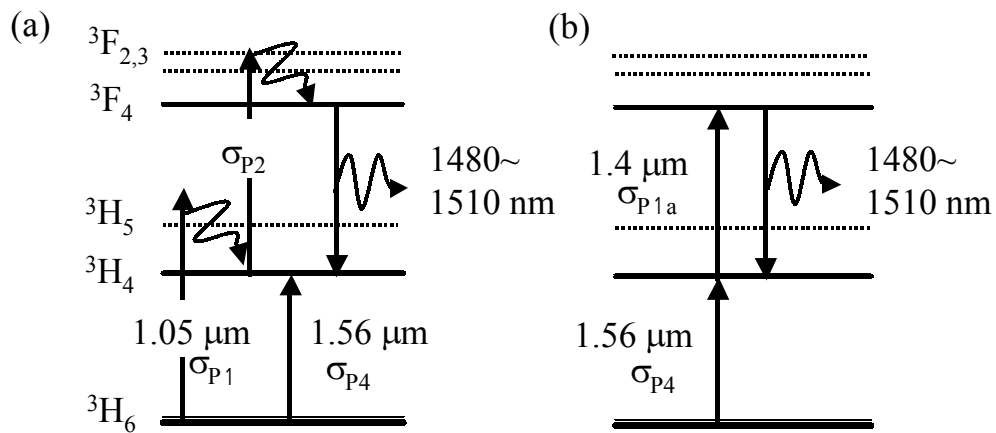 (a)
³F₂,₃
³F₄
σP2
³H₅
³H₄
1.05 μm
σP1
1.56 μm
σP4
³H₆
1480~
1510 nm
(b)
1.4 μm
σP1a
1480~
1510 nm
1.56 μm
σP4